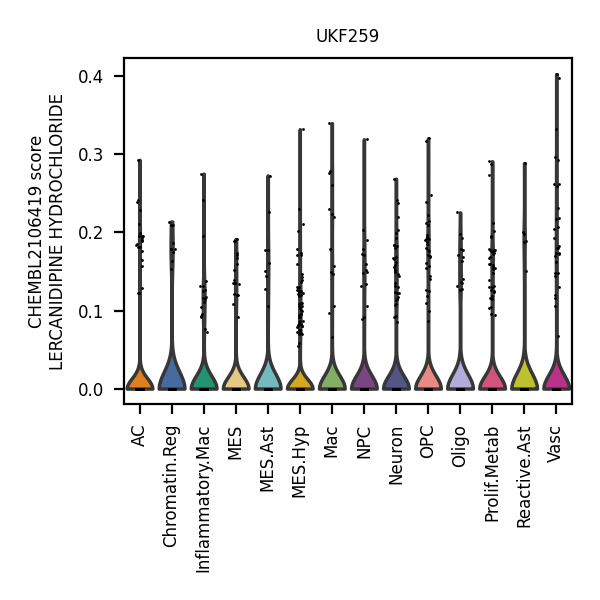 UKF259
CHEMBL2106419 score
LERCANIDIPINE HYDROCHLORIDE
0.4
0.3
0.2
0.1
0.0
AC
Chromatin.Reg
Inflammatory.Mac
MES
MES.Ast
MES.Hyp
Mac
NPC
Neuron
OPC
Oligo
Prolif.Metab
Reactive.Ast
Vasc